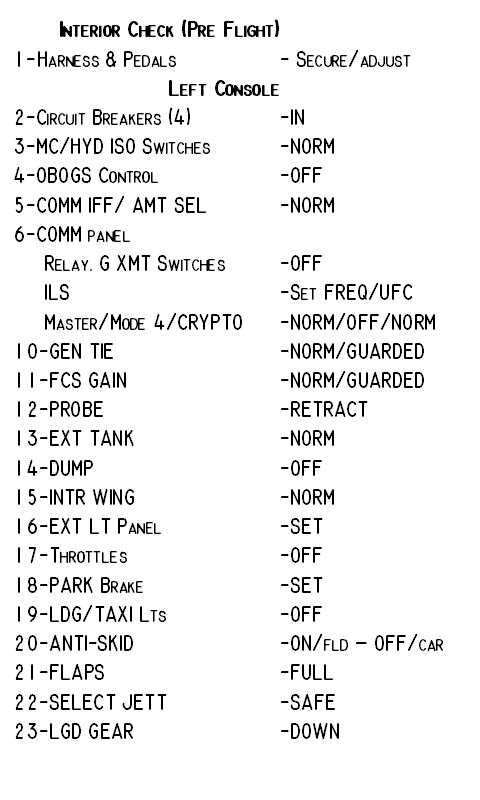 Interior Check (Pre Flight)
1-Harness & Pedals - Secure/adjust
Left Console
2-Circuit Breakers (4) -IN
3-MC/HYD ISO Switches -NORM
4-OBOGS Control -OFF
5-COMM IFF/ AMT SEL -NORM
6-COMM panel
Relay. G XMT Switches -OFF
ILS -Set FREQ/UFC
Master/Mode 4/CRYPTO -NORM/OFF/NORM
10-GEN TIE -NORM/GUARDED
11-FCS GAIN -NORM/GUARDED
12-PROBE -RETRACT
13-EXT TANK -NORM
14-DUMP -OFF
15-INTR WING -NORM
16-EXT LT Panel -SET
17-Throttles -OFF
18-PARK Brake -SET
19-LDG/TAXI Lts -OFF
20-ANTI-SKID -ON/fld – OFF/car
21-FLAPS -FULL
22-SELECT JETT -SAFE
23-LGD GEAR -DOWN